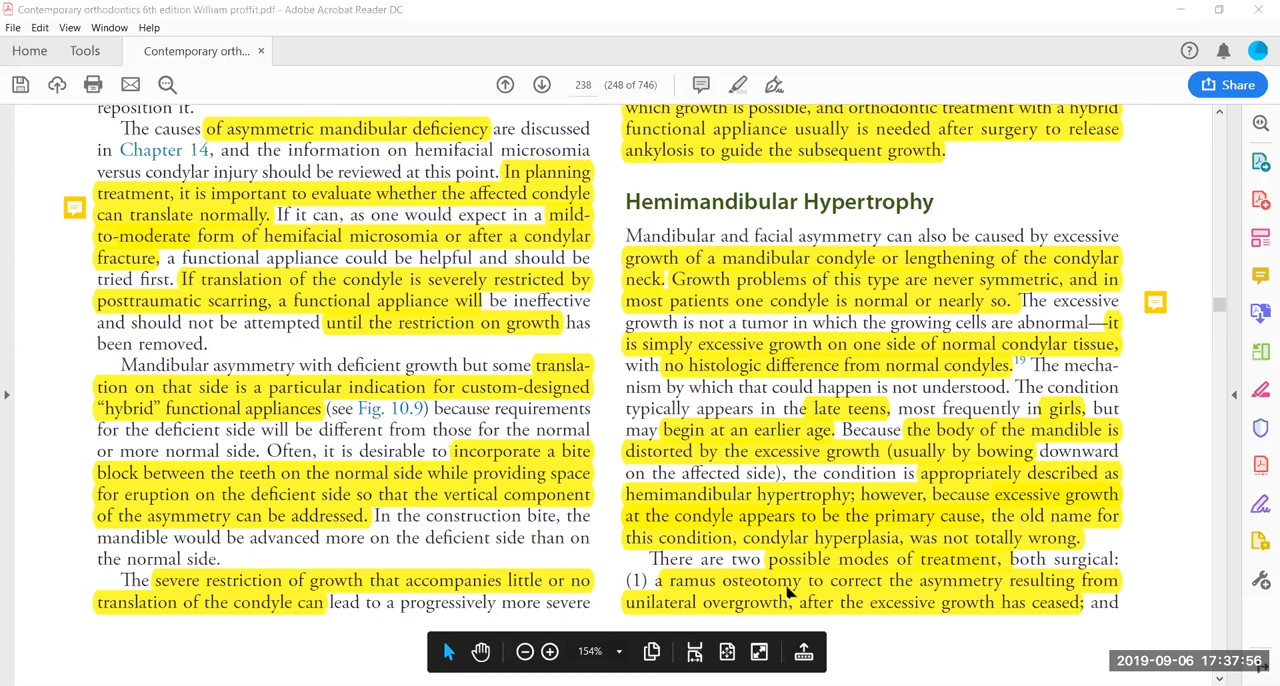 Contemporary orthodontics 6th edition William proffit.pdf - Adobe Acrobat Reader DC
File Edit View Window Help
Home Tools Contemporary orth... ×
238 (248 of 746)
Share
reposition it.
The causes of asymmetric mandibular deficiency are discussed
in Chapter 14, and the information on hemifacial microsomia
versus condylar injury should be reviewed at this point. In planning
treatment, it is important to evaluate whether the affected condyle
can translate normally. If it can, as one would expect in a mild-
to-moderate form of hemifacial microsomia or after a condylar
fracture, a functional appliance could be helpful and should be
tried first. If translation of the condyle is severely restricted by
posttraumatic scarring, a functional appliance will be ineffective
and should not be attempted until the restriction on growth has
been removed.
Mandibular asymmetry with deficient growth but some transla-
tion on that side is a particular indication for custom-designed
“hybrid” functional appliances (see Fig. 10.9) because requirements
for the deficient side will be different from those for the normal
or more normal side. Often, it is desirable to incorporate a bite
block between the teeth on the normal side while providing space
for eruption on the deficient side so that the vertical component
of the asymmetry can be addressed. In the construction bite, the
mandible would be advanced more on the deficient side than on
the normal side.
The severe restriction of growth that accompanies little or no
translation of the condyle can lead to a progressively more severe
which growth is possible, and orthodontic treatment with a hybrid
functional appliance usually is needed after surgery to release
ankylosis to guide the subsequent growth.
Hemimandibular Hypertrophy
Mandibular and facial asymmetry can also be caused by excessive
growth of a mandibular condyle or lengthening of the condylar
neck. Growth problems of this type are never symmetric, and in
most patients one condyle is normal or nearly so. The excessive
growth is not a tumor in which the growing cells are abnormal—it
is simply excessive growth on one side of normal condylar tissue,
with no histologic difference from normal condyles.19 The mecha-
nism by which that could happen is not understood. The condition
typically appears in the late teens, most frequently in girls, but
may begin at an earlier age. Because the body of the mandible is
distorted by the excessive growth (usually by bowing downward
on the affected side), the condition is appropriately described as
hemimandibular hypertrophy; however, because excessive growth
at the condyle appears to be the primary cause, the old name for
this condition, condylar hyperplasia, was not totally wrong.
There are two possible modes of treatment, both surgical:
(1) a ramus osteotomy to correct the asymmetry resulting from
unilateral overgrowth, after the excessive growth has ceased; and
154%
2019-09-06 17:37:56